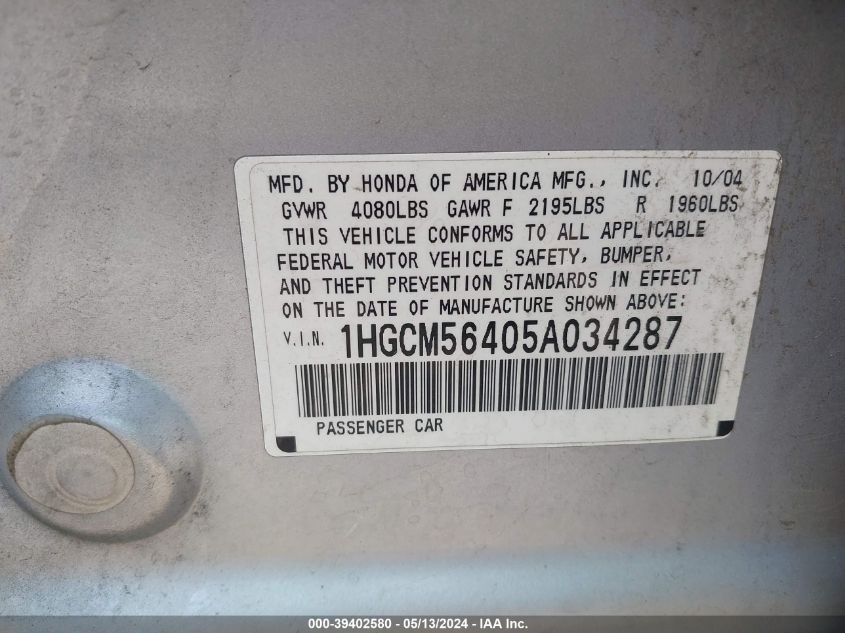 MFD. BY HONDA OF AMERICA MFG., INC. 10/04
GVWR 4080LBS GAWR F 2195LBS R 1960LBS
THIS VEHICLE CONFORMS TO ALL APPLICABLE
FEDERAL MOTOR VEHICLE SAFETY, BUMPER,
AND THEFT PREVENTION STANDARDS IN EFFECT
ON THE DATE OF MANUFACTURE SHOWN ABOVE:
V.I.N. 1HGCM56405A034287
PASSENGER CAR
000-39402580 - 05/13/2024 - IAA Inc.